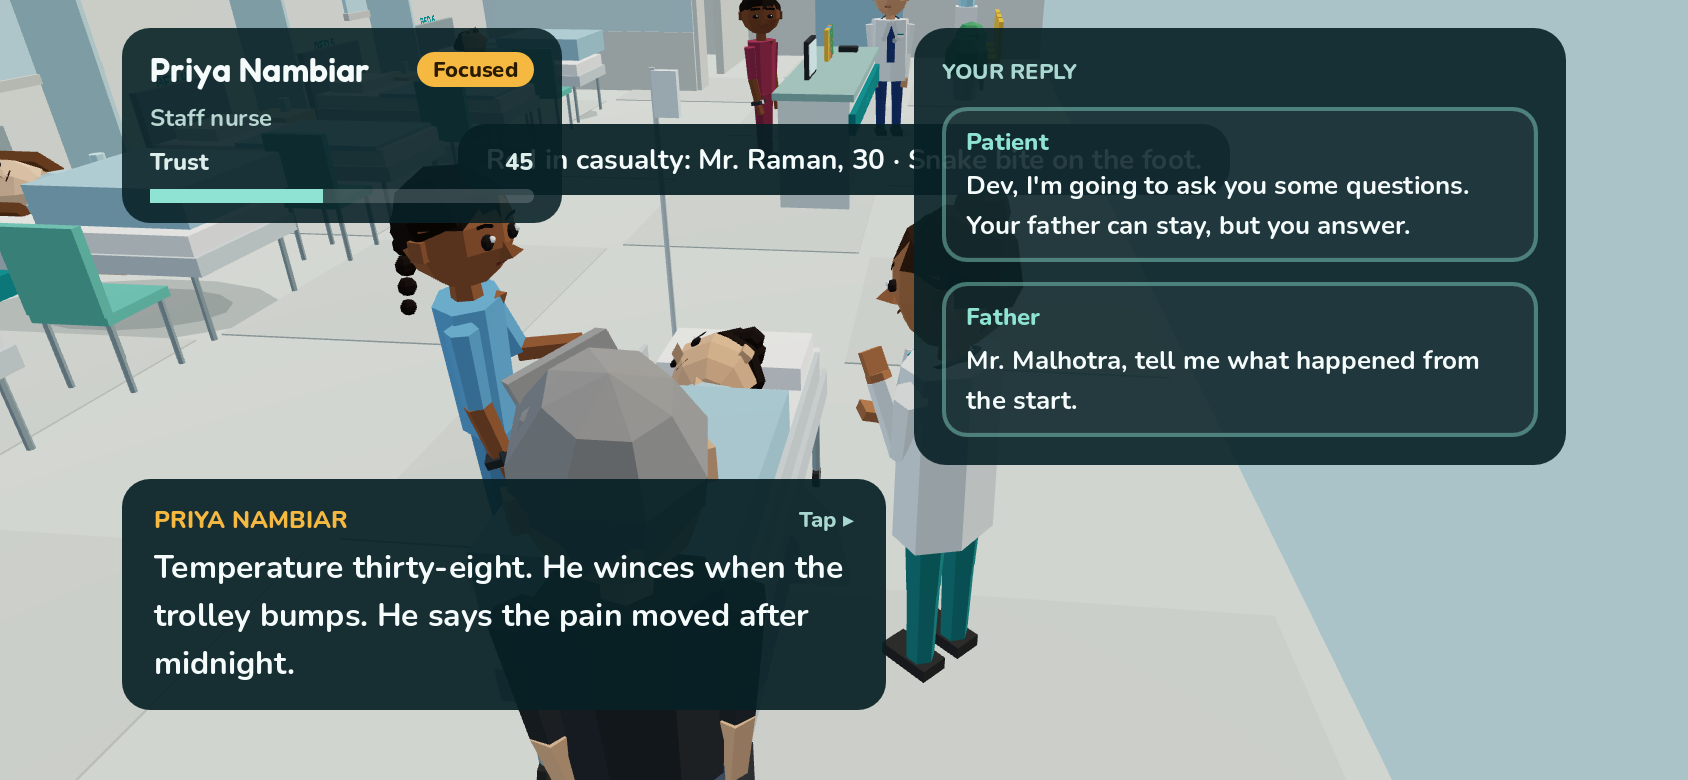 Priya Nambiar
Focused
Staff nurse
Trust
45
in casualty: Mr. Raman, 30 · Snake bite on the foot.
YOUR REPLY
Patient
Dev, I'm going to ask you some questions.
Your father can stay, but you answer.
Father
Mr. Malhotra, tell me what happened from
the start.
PRIYA NAMBIAR
Tap ▸
Temperature thirty-eight. He winces when the
trolley bumps. He says the pain moved after
midnight.